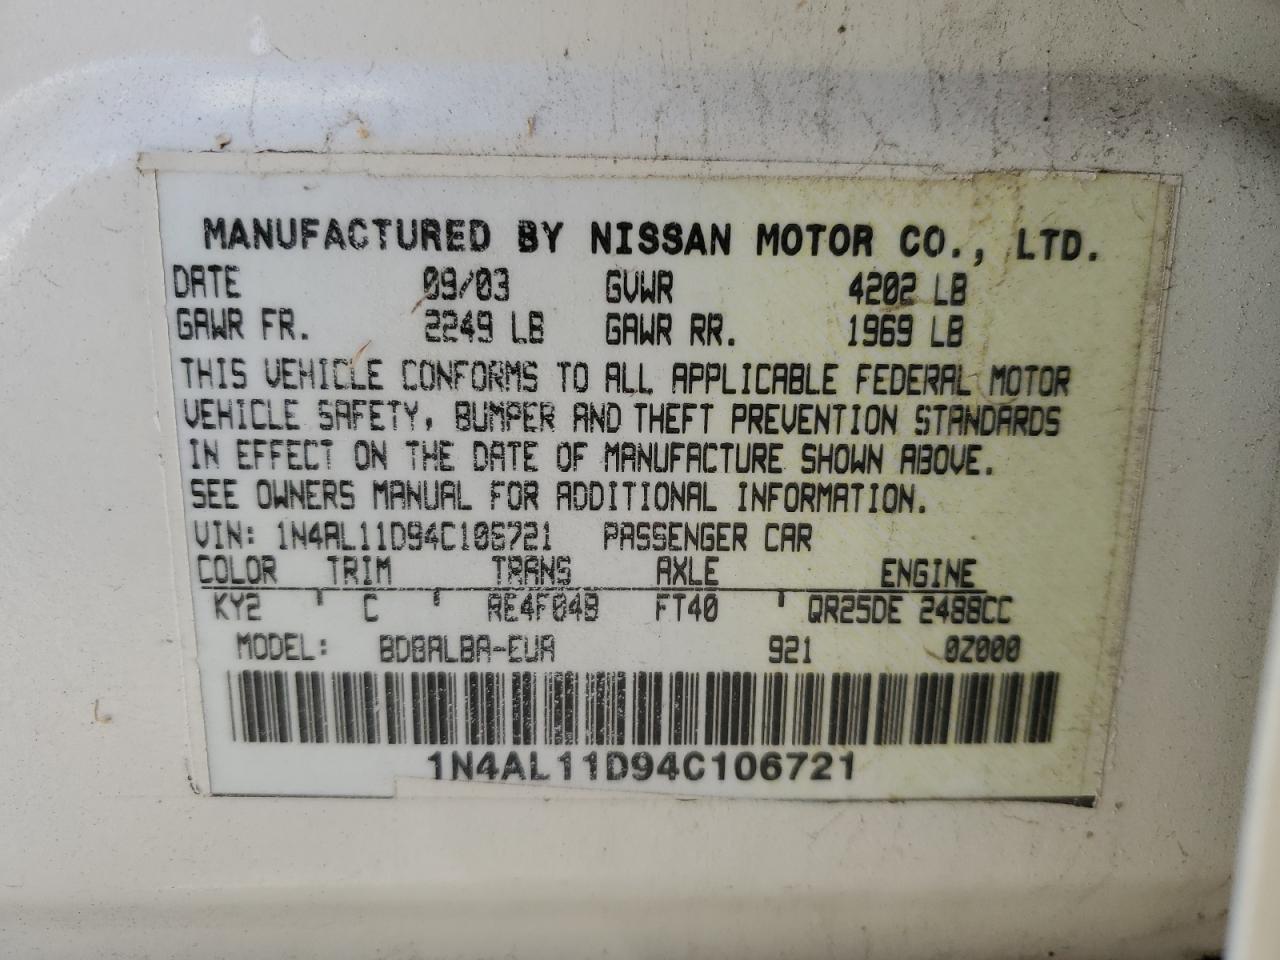 MANUFACTURED BY NISSAN MOTOR CO., LTD.
DATE 09/03 GVWR 4202 LB
GAWR FR. 2249 LB GAWR RR. 1969 LB
THIS VEHICLE CONFORMS TO ALL APPLICABLE FEDERAL MOTOR
VEHICLE SAFETY, BUMPER AND THEFT PREVENTION STANDARDS
IN EFFECT ON THE DATE OF MANUFACTURE SHOWN ABOVE.
SEE OWNERS MANUAL FOR ADDITIONAL INFORMATION.
VIN: 1N4AL11D94C106721 PASSENGER CAR
COLOR TRIM TRANS AXLE ENGINE
KY2 ' C ' RE4F04B FT40 ' QR25DE 2488CC
MODEL: BDBALBA-EUA 921 0Z000
1N4AL11D94C106721